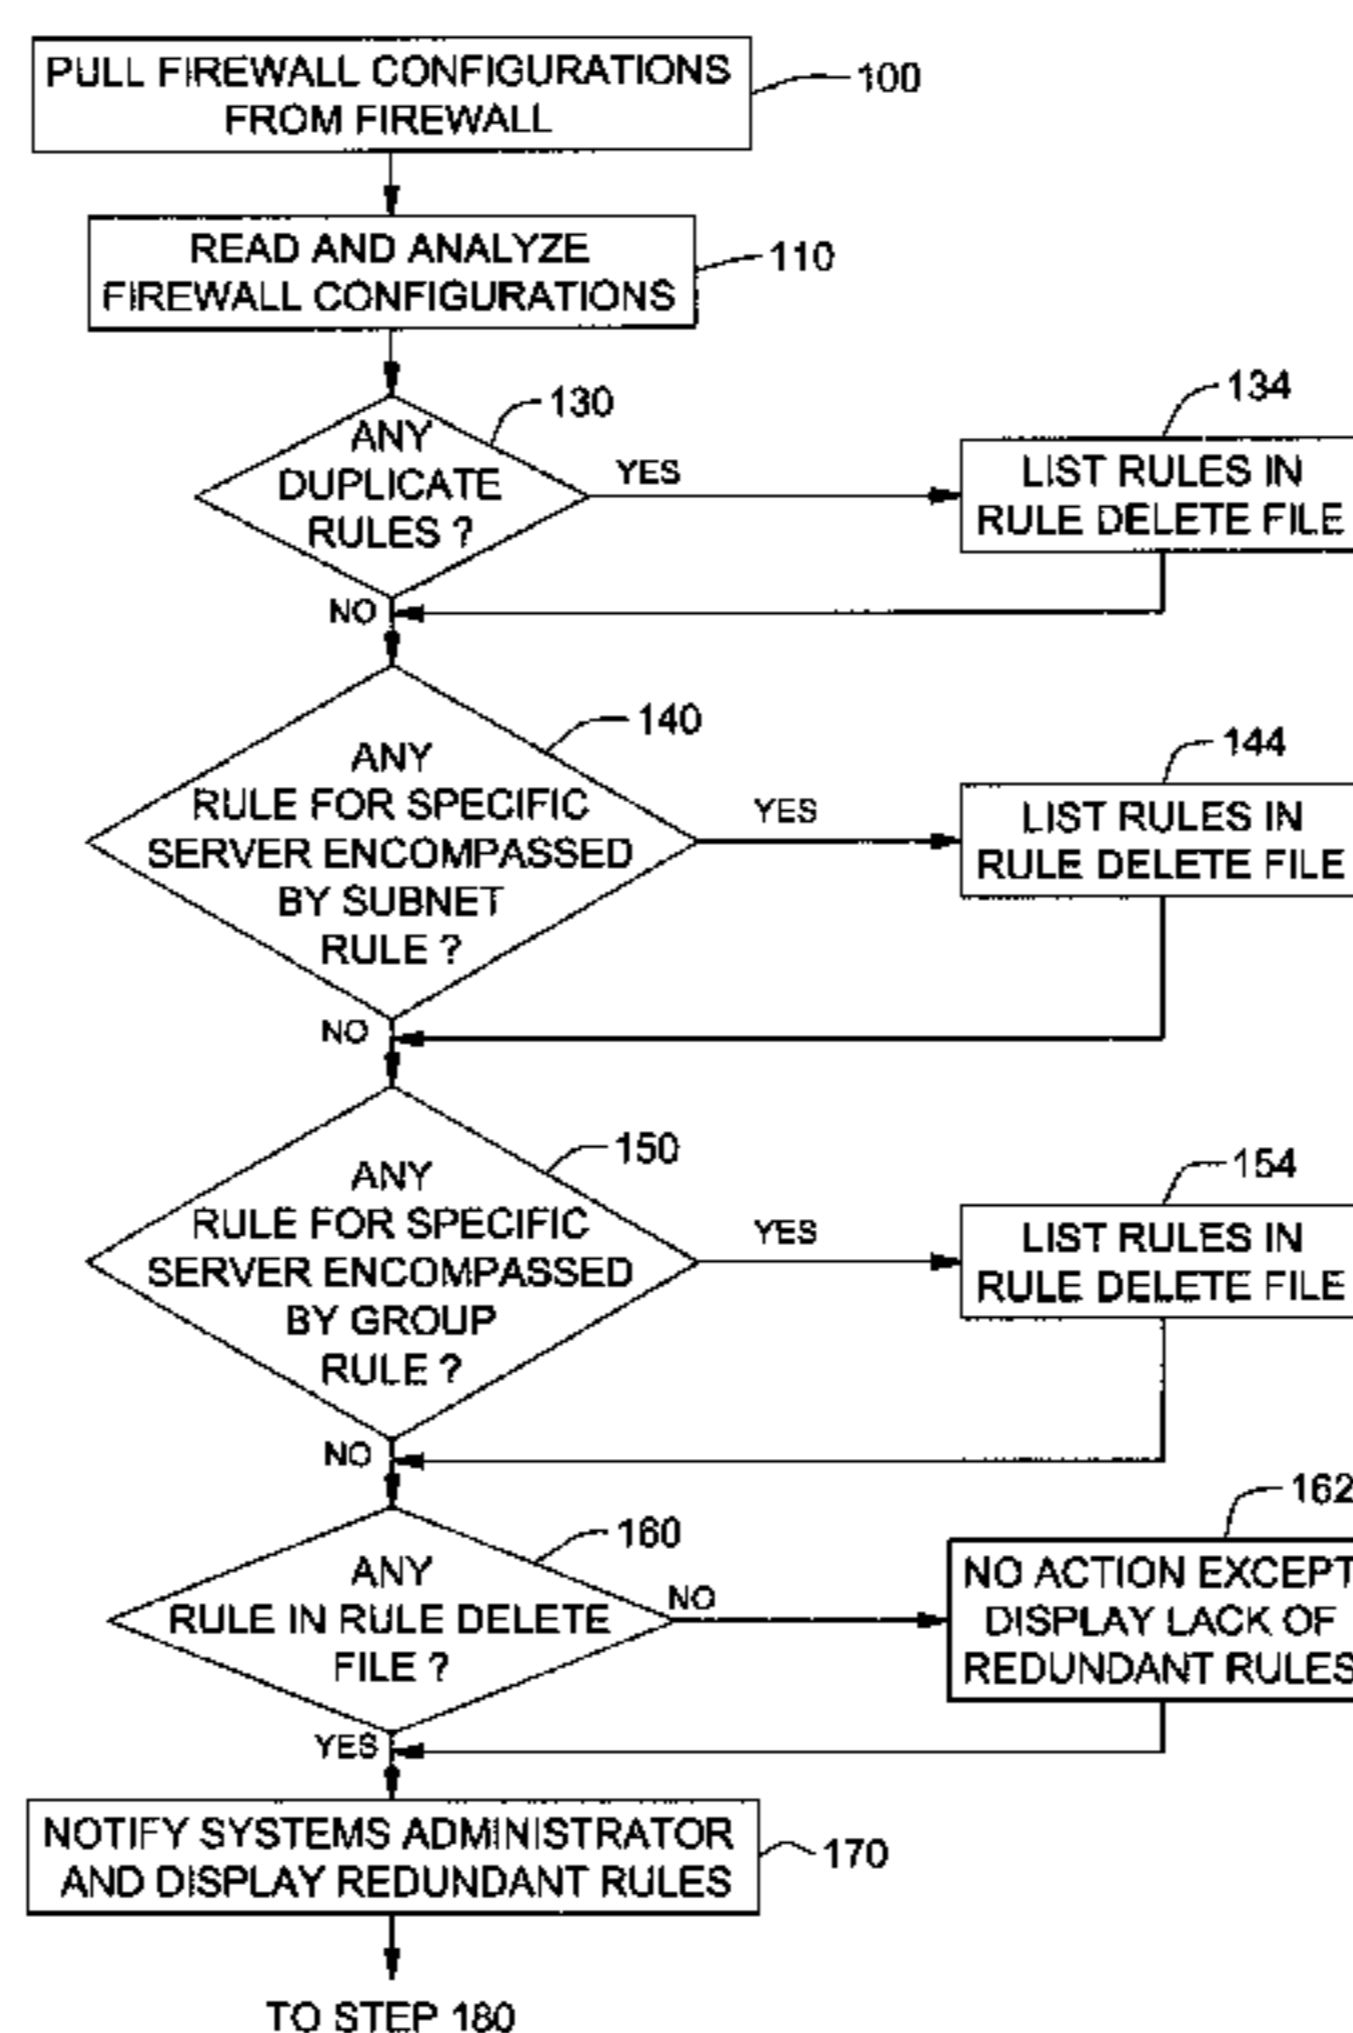 PULL FIREWALL CONFIGURATIONS
FROM FIREWALL
100
READ AND ANALYZE
FIREWALL CONFIGURATIONS
110
ANY
DUPLICATE
RULES ?
130
YES
134
LIST RULES IN
RULE DELETE FILE
NO
ANY
RULE FOR SPECIFIC
SERVER ENCOMPASSED
BY SUBNET
RULE ?
140
YES
144
LIST RULES IN
RULE DELETE FILE
NO
ANY
RULE FOR SPECIFIC
SERVER ENCOMPASSED
BY GROUP
RULE ?
150
YES
154
LIST RULES IN
RULE DELETE FILE
NO
ANY
RULE IN RULE DELETE
FILE ?
160
NO
162
NO ACTION EXCEPT
DISPLAY LACK OF
REDUNDANT RULES
YES
NOTIFY SYSTEMS ADMINISTRATOR
AND DISPLAY REDUNDANT RULES
170
TO STEP 180